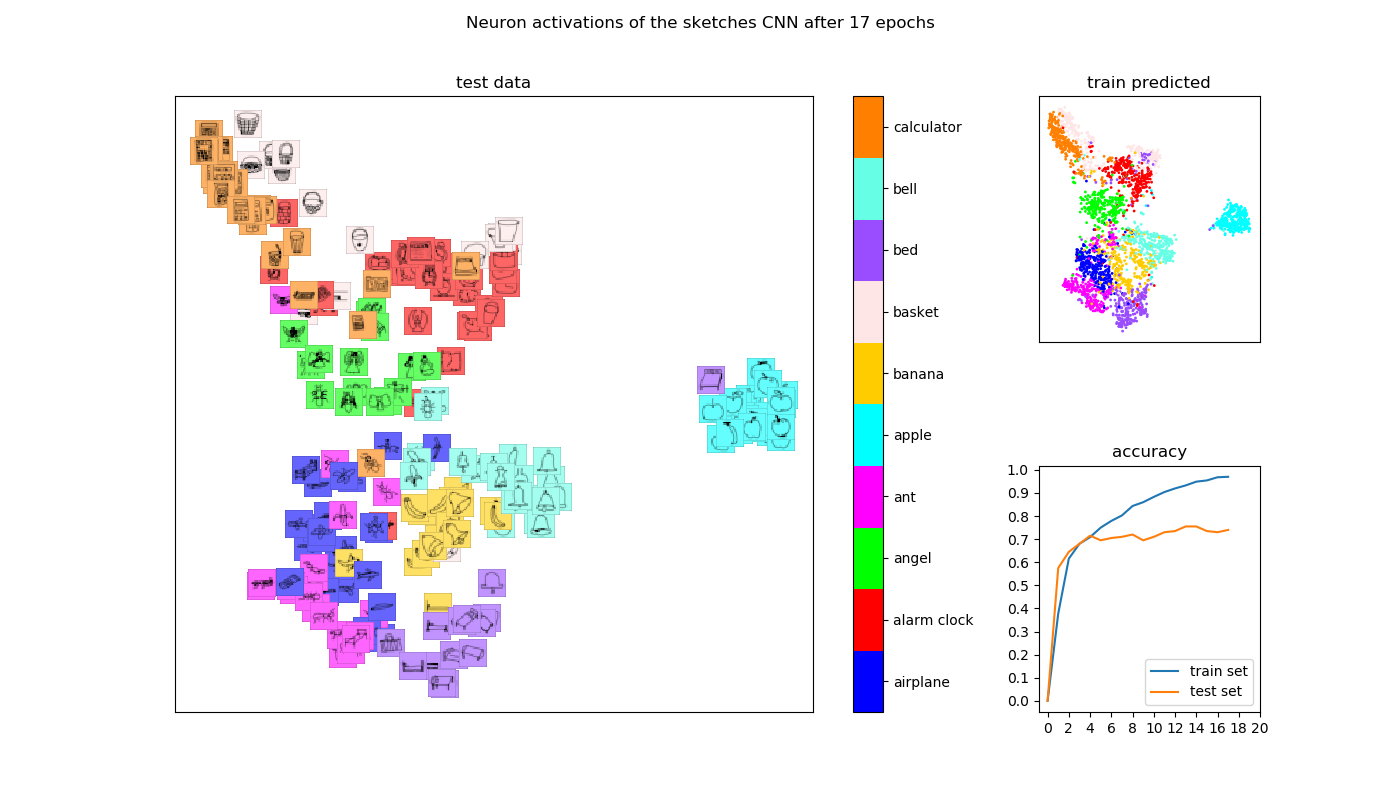 Neuron activations of the sketches CNN after 17 epochs
test data
calculator
bell
bed
basket
banana
apple
ant
angel
alarm clock
airplane
train predicted
accuracy
1.0
0.9
0.8
0.7
0.6
0.5
0.4
0.3
0.2
0.1
0.0
train set
test set
0 2 4 6 8 10 12 14 16 18 20